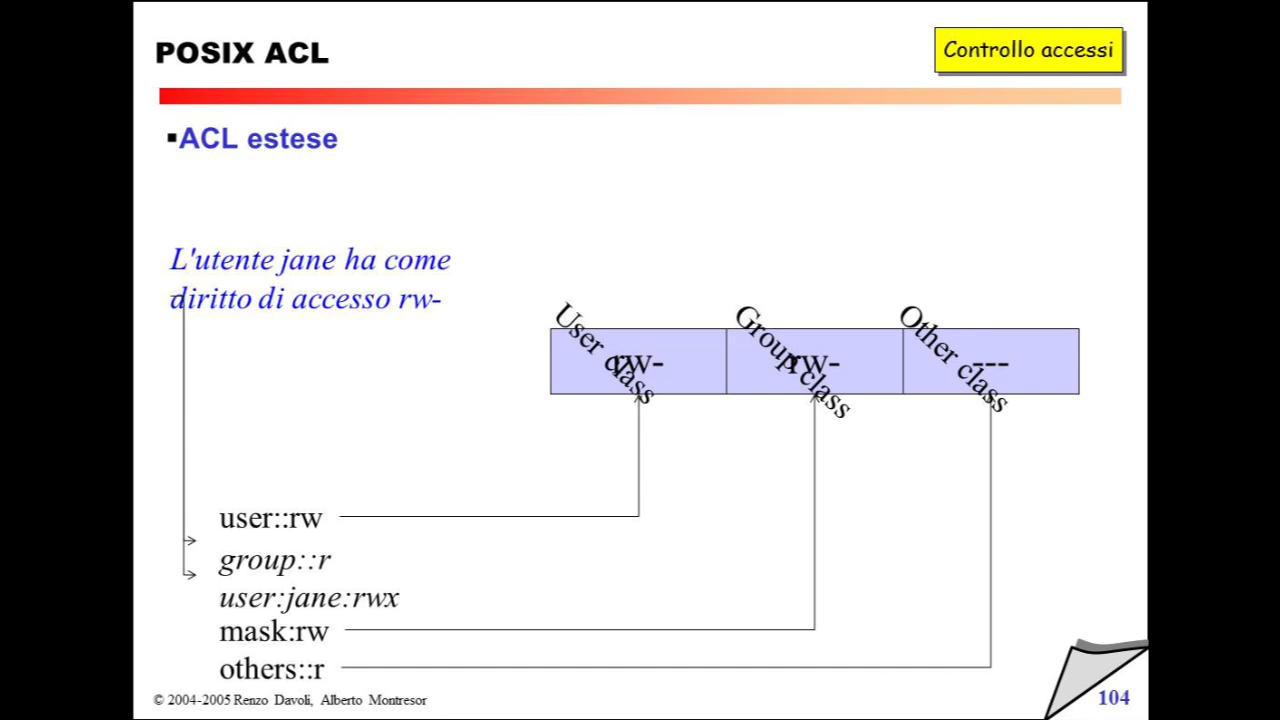 POSIX ACL
Controllo accessi
▪ACL estese
L'utente jane ha come
diritto di accesso rw-
User class
Group class
Other class
rw-
rw-
---
user::rw
group::r
user:jane:rwx
mask:rw
others::r
© 2004-2005 Renzo Davoli, Alberto Montresor
104